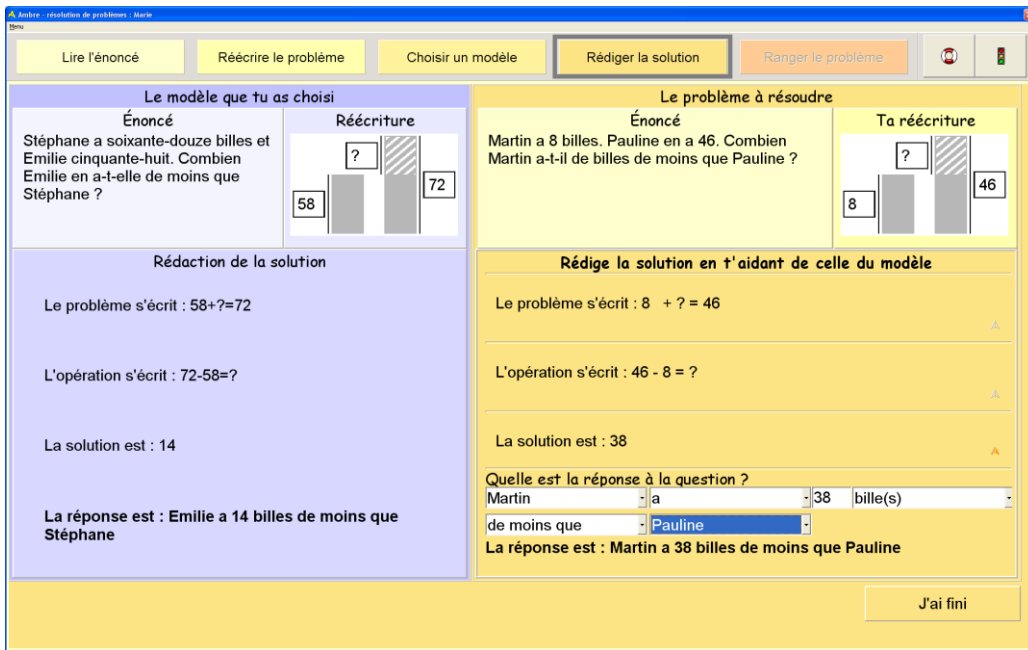 Ambre - résolution de problèmes : Marie
Menu
Lire l'énoncé
Réécrire le problème
Choisir un modèle
Rédiger la solution
Ranger le problème
Le modèle que tu as choisi
Énoncé
Stéphane a soixante-douze billes et
Emilie cinquante-huit. Combien
Emilie en a-t-elle de moins que
Stéphane ?
Réécriture
?
72
58
Rédaction de la solution
Le problème s'écrit : 58+?=72
L'opération s'écrit : 72-58=?
La solution est : 14
La réponse est : Emilie a 14 billes de moins que
Stéphane
Le problème à résoudre
Énoncé
Martin a 8 billes. Pauline en a 46. Combien
Martin a-t-il de billes de moins que Pauline ?
Ta réécriture
?
46
8
Rédige la solution en t'aidant de celle du modèle
Le problème s'écrit : 8 + ? = 46
L'opération s'écrit : 46 - 8 = ?
La solution est : 38
Quelle est la réponse à la question ?
Martin a 38 bille(s)
de moins que Pauline
La réponse est : Martin a 38 billes de moins que Pauline
J'ai fini